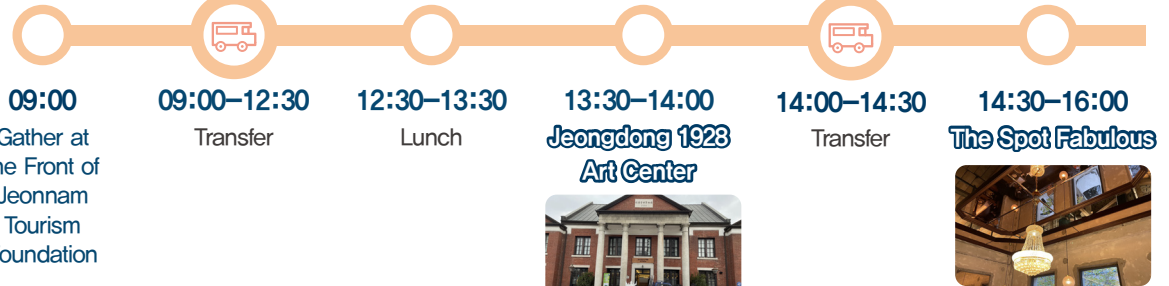 09:00
Gather at
the Front of
Jeonnam
Tourism
Foundation
09:00–12:30
Transfer
12:30–13:30
Lunch
13:30–14:00
Jeongdong 1928
Art Center
14:00–14:30
Transfer
14:30–16:00
The Spot Fabulous